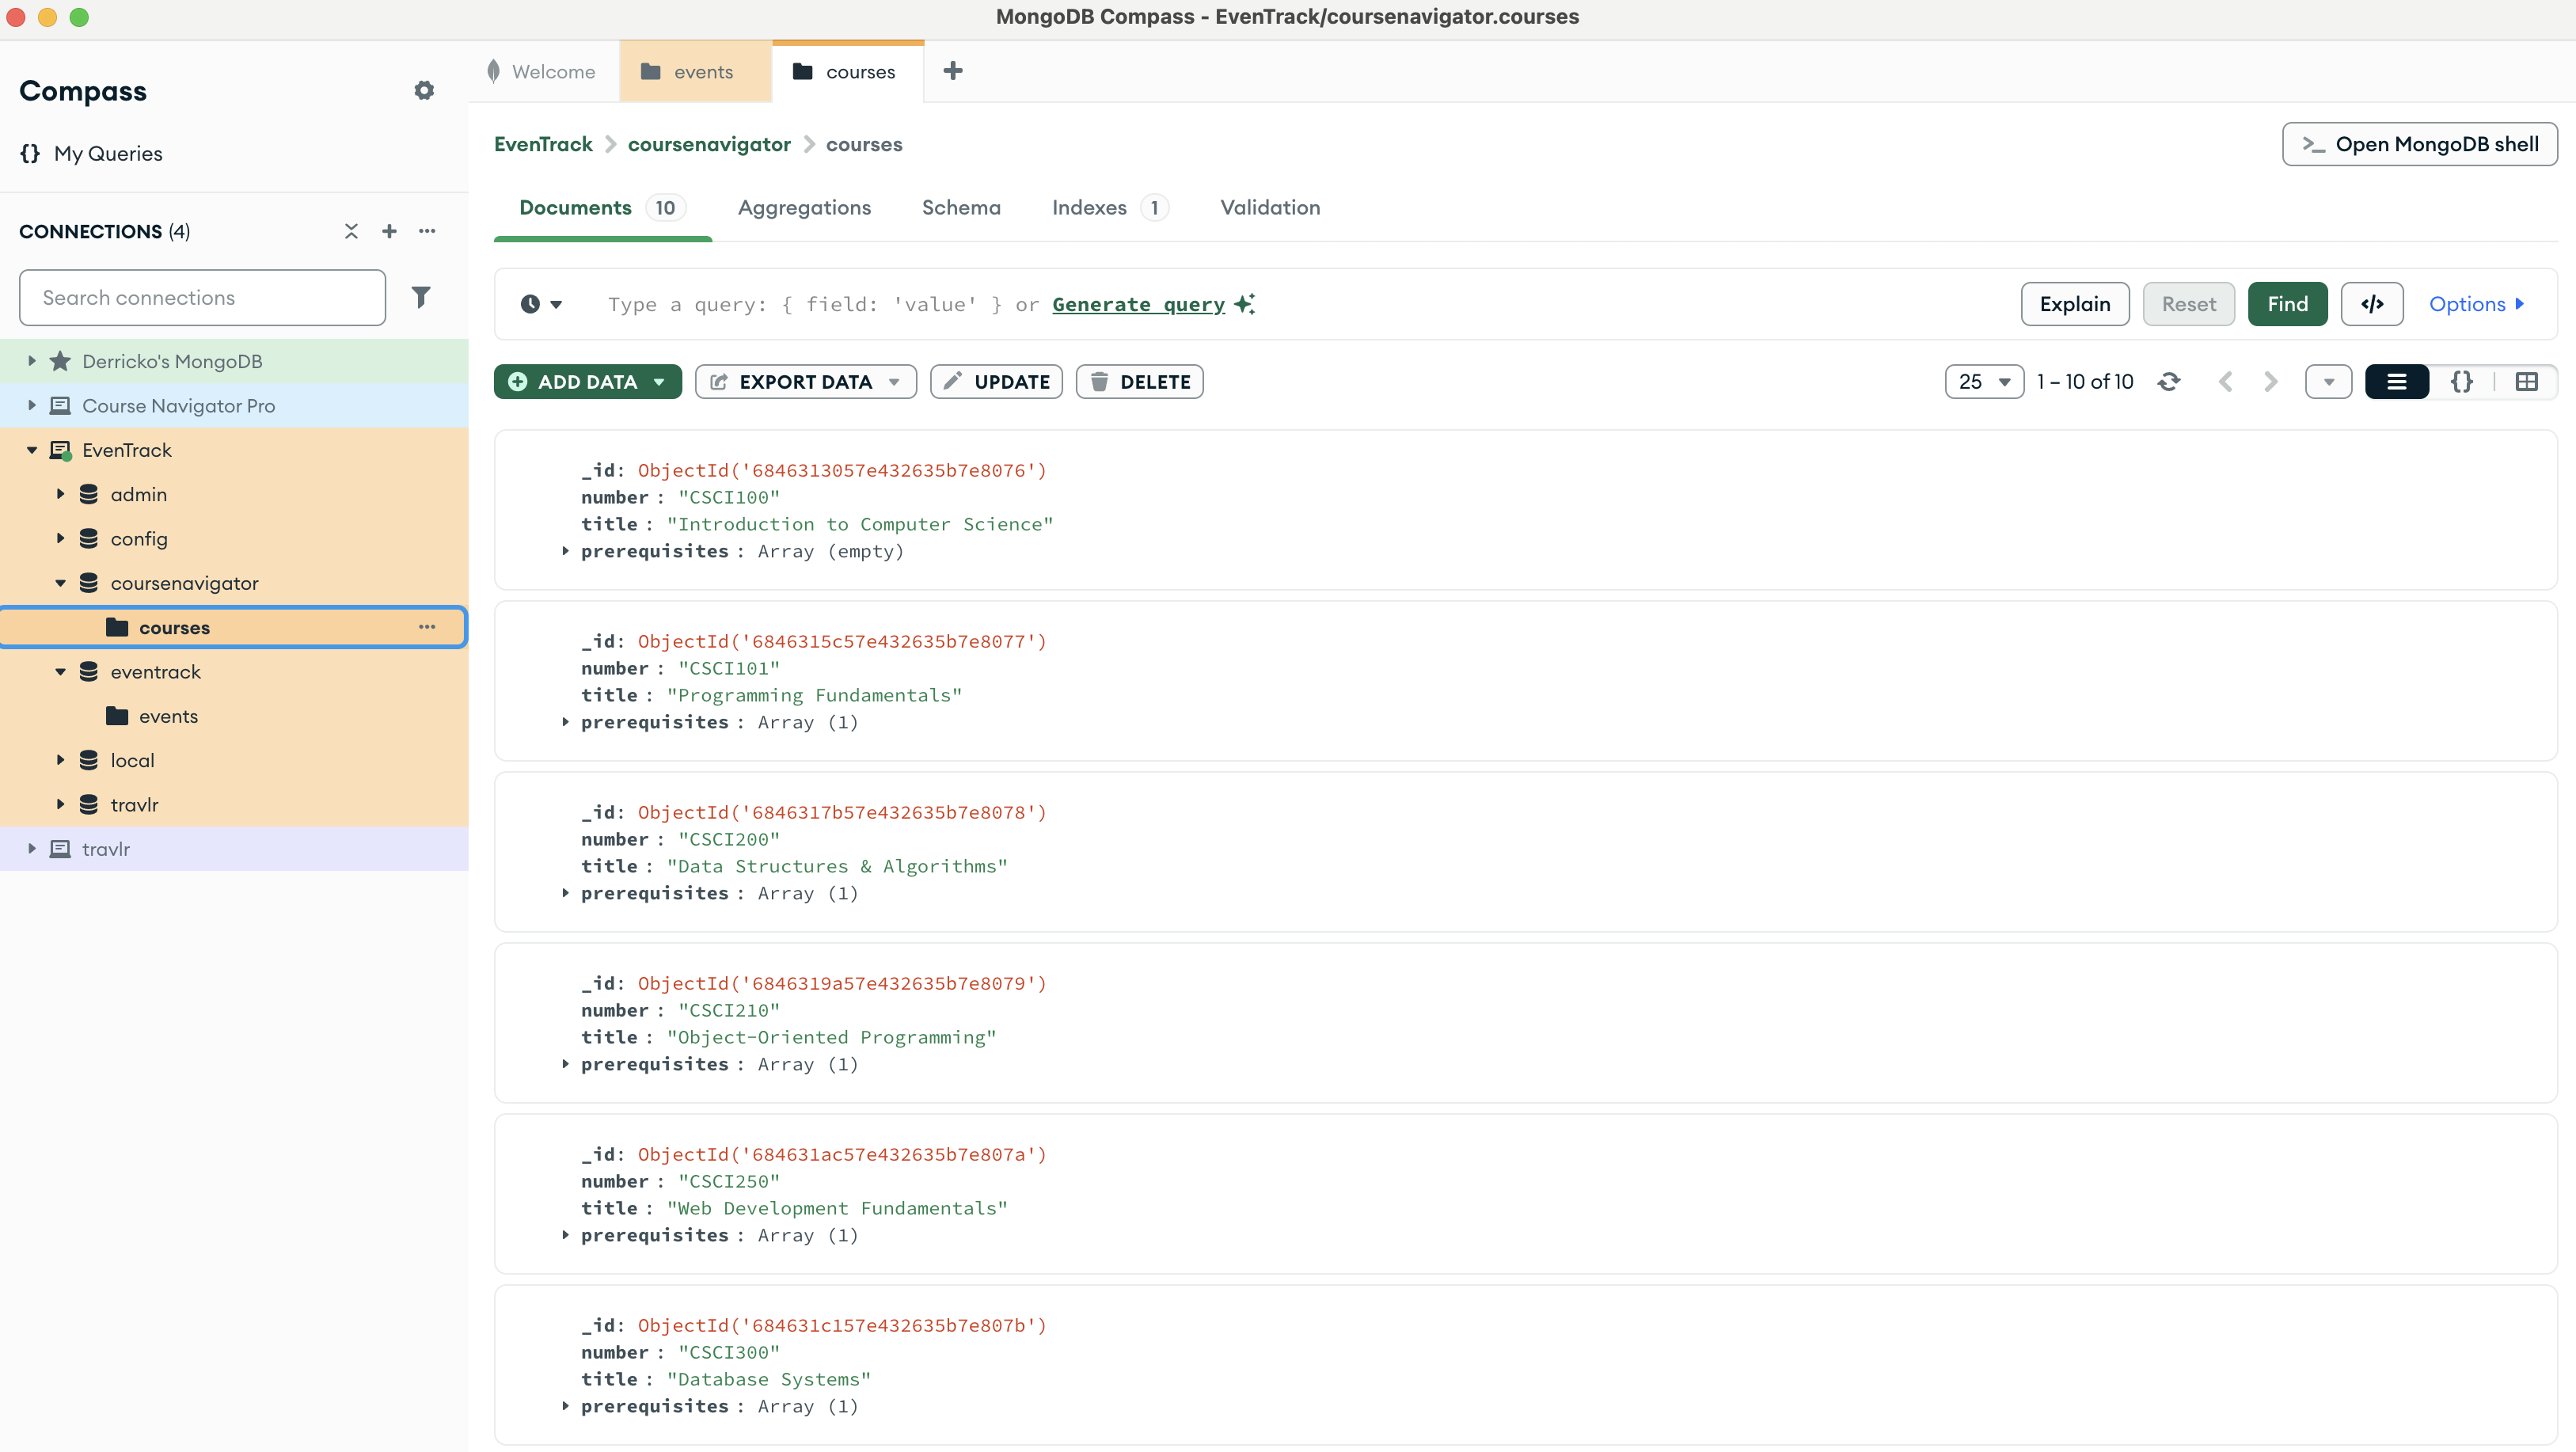 MongoDB Compass - EvenTrack/coursenavigator.courses
Compass
{} My Queries
CONNECTIONS (4)
Search connections
Derricko's MongoDB
Course Navigator Pro
EvenTrack
admin
config
coursenavigator
courses
eventrack
events
local
travlr
travlr
Welcome
events
courses
EvenTrack > coursenavigator > courses
>_ Open MongoDB shell
Documents 10 Aggregations Schema Indexes 1 Validation
Type a query: { field: 'value' } or Generate query
Explain Reset Find </> Options
ADD DATA EXPORT DATA UPDATE DELETE
25 1 – 10 of 10 {}
_id: ObjectId('6846313057e432635b7e8076')
number : "CSCI100"
title : "Introduction to Computer Science"
prerequisites : Array (empty)
_id: ObjectId('6846315c57e432635b7e8077')
number : "CSCI101"
title : "Programming Fundamentals"
prerequisites : Array (1)
_id: ObjectId('6846317b57e432635b7e8078')
number : "CSCI200"
title : "Data Structures & Algorithms"
prerequisites : Array (1)
_id: ObjectId('6846319a57e432635b7e8079')
number : "CSCI210"
title : "Object-Oriented Programming"
prerequisites : Array (1)
_id: ObjectId('684631ac57e432635b7e807a')
number : "CSCI250"
title : "Web Development Fundamentals"
prerequisites : Array (1)
_id: ObjectId('684631c157e432635b7e807b')
number : "CSCI300"
title : "Database Systems"
prerequisites : Array (1)